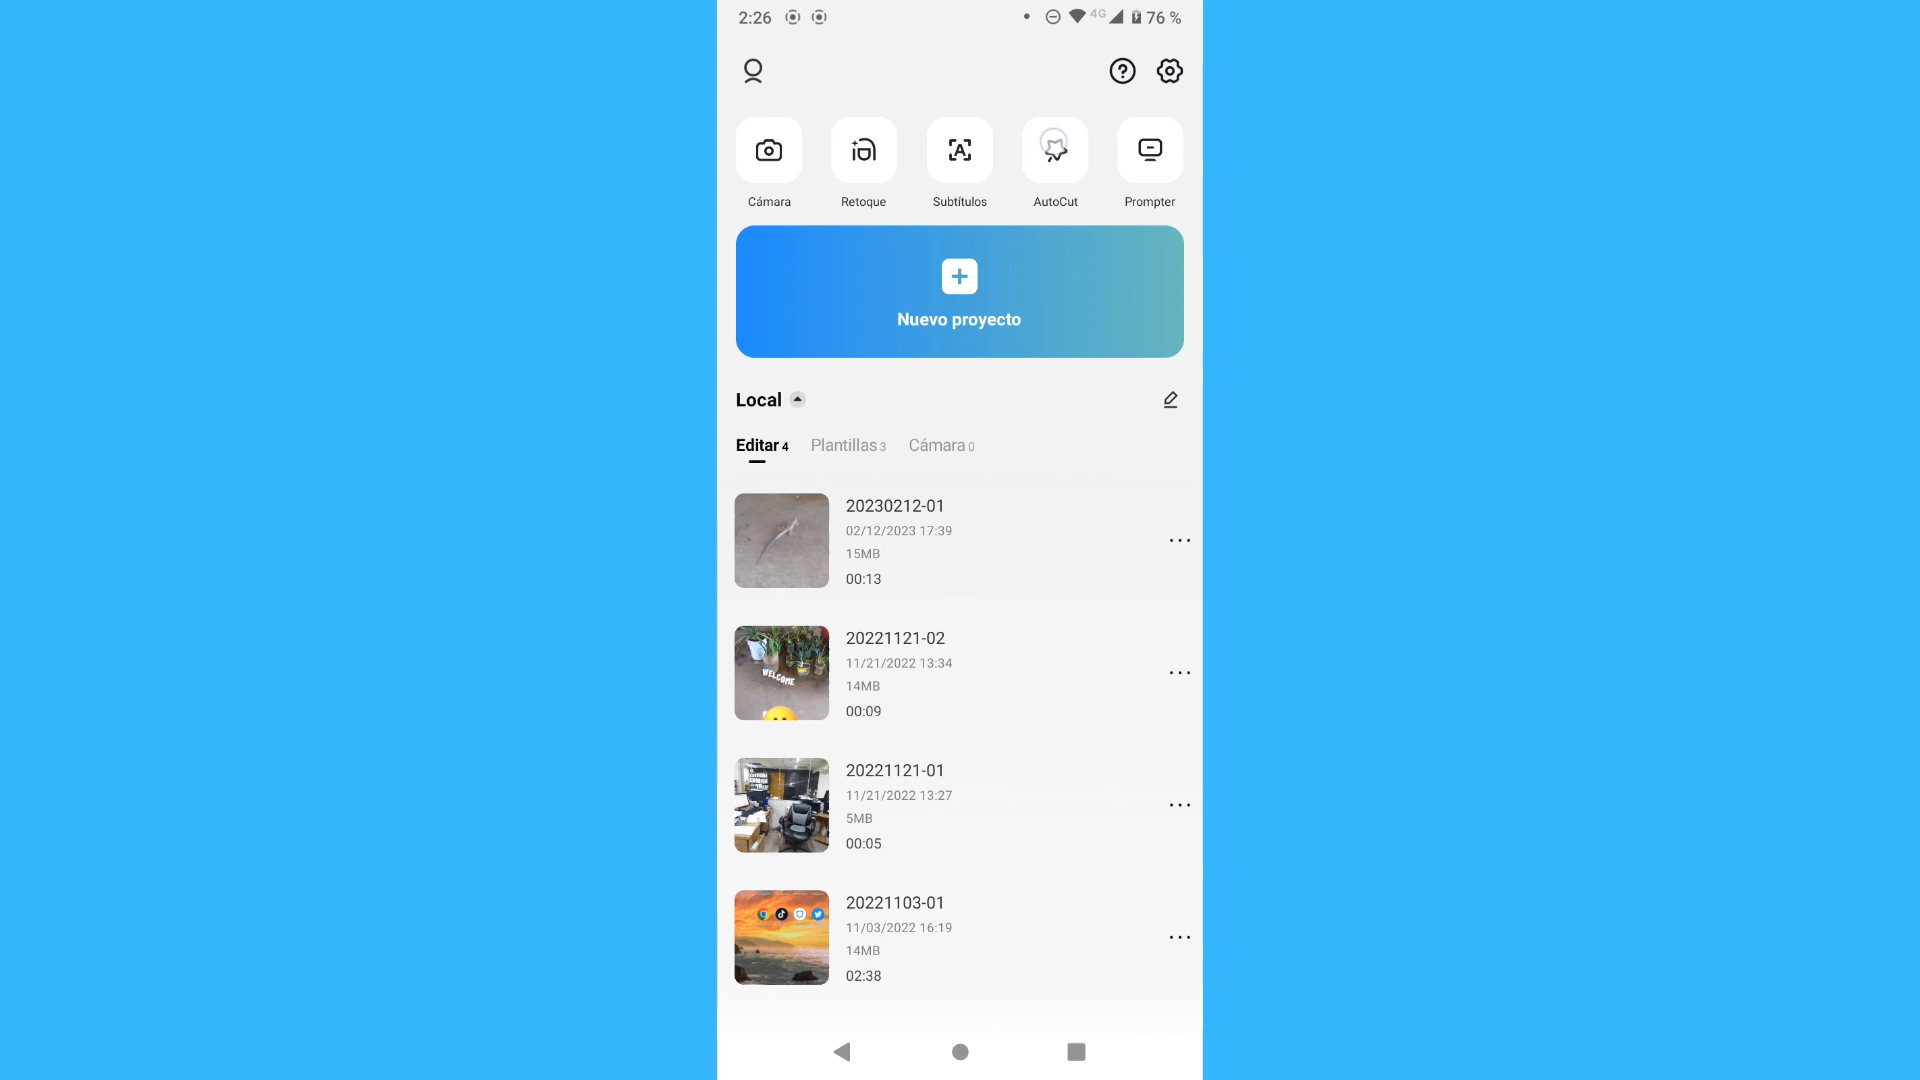 2:26
4G
76 %
Cámara
Retoque
Subtítulos
AutoCut
Prompter
Nuevo proyecto
Local
Editar 4
Plantillas 3
Cámara 0
20230212-01
02/12/2023 17:39
15MB
00:13
WELCOME
20221121-02
11/21/2022 13:34
14MB
00:09
20221121-01
11/21/2022 13:27
5MB
00:05
20221103-01
11/03/2022 16:19
14MB
02:38